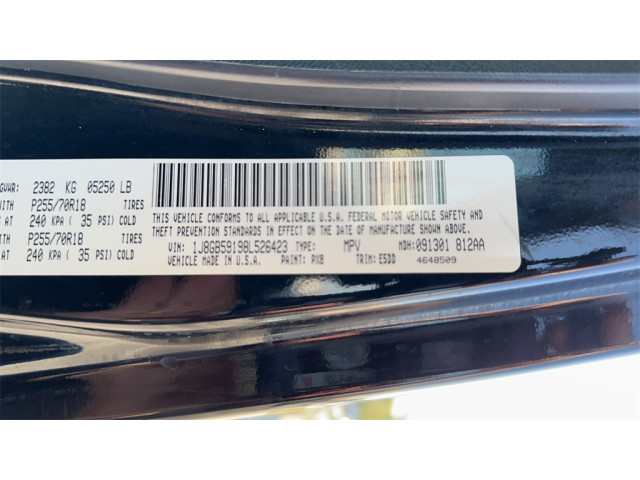 GVWR: 2382 KG 05250 LB
WITH P255/70R18 TIRES
AT 240 KPA ( 35 PSI) COLD
WITH P255/70R18 TIRES
AT 240 KPA ( 35 PSI) COLD
THIS VEHICLE CONFORMS TO ALL APPLICABLE U.S.A. FEDERAL MOTOR VEHICLE SAFETY AND
THEFT PREVENTION STANDARDS IN EFFECT ON THE DATE OF MANUFACTURE SHOWN ABOVE.
VIN: 1J8GB59198L526423 TYPE: MPV MDH: 091301 812AA
VEHICLE MADE IN U.S.A. PAINT: PXB TRIM: E5DD 4648509